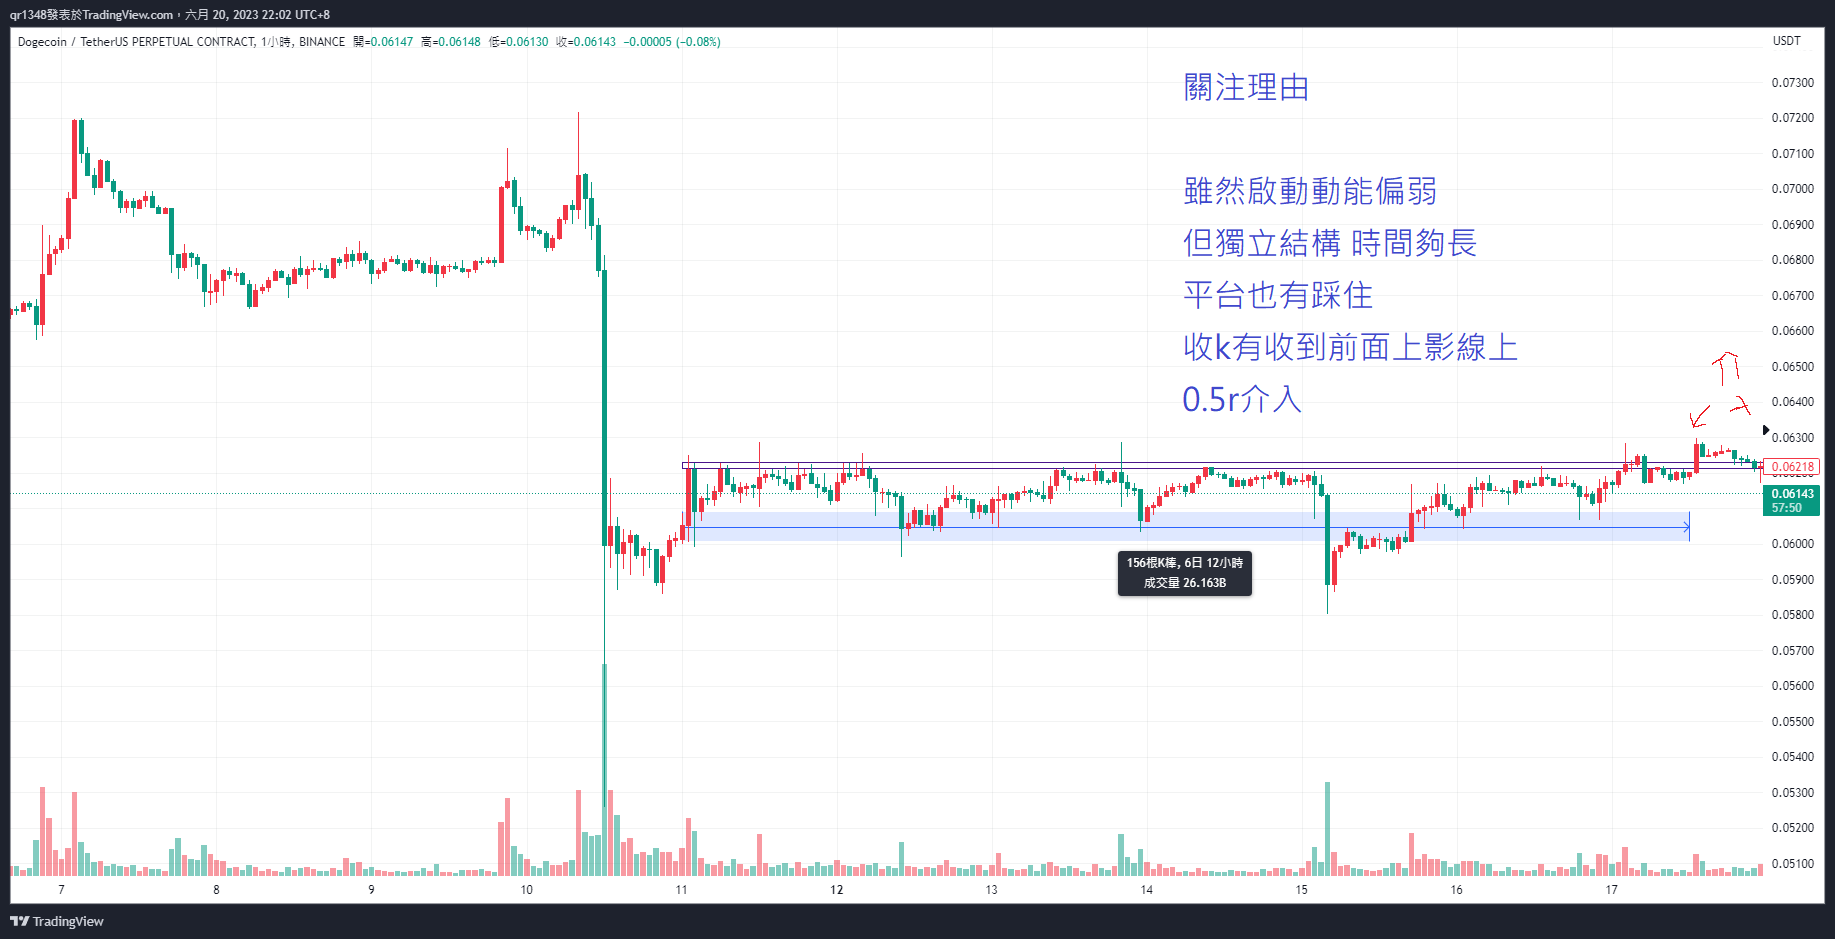 qr1348發表於TradingView.com，六月 20, 2023 22:02 UTC+8
Dogecoin / TetherUS PERPETUAL CONTRACT, 1小時, BINANCE 開=0.06147 高=0.06148 低=0.06130 收=0.06143 −0.00005 (−0.08%)
USDT
關注理由
雖然啟動動能偏弱
但獨立結構 時間夠長
平台也有踩住
收k有收到前面上影線上
0.5r介入
0.07300
0.07200
0.07100
0.07000
0.06900
0.06800
0.06700
0.06600
0.06500
0.06400
0.06300
0.06218
0.06143
57:50
0.06000
0.05900
0.05800
0.05700
0.05600
0.05500
0.05400
0.05300
0.05200
0.05100
156根K棒, 6日 12小時
成交量 26.163B
7 8 9 10 11 12 13 14 15 16 17
TradingView